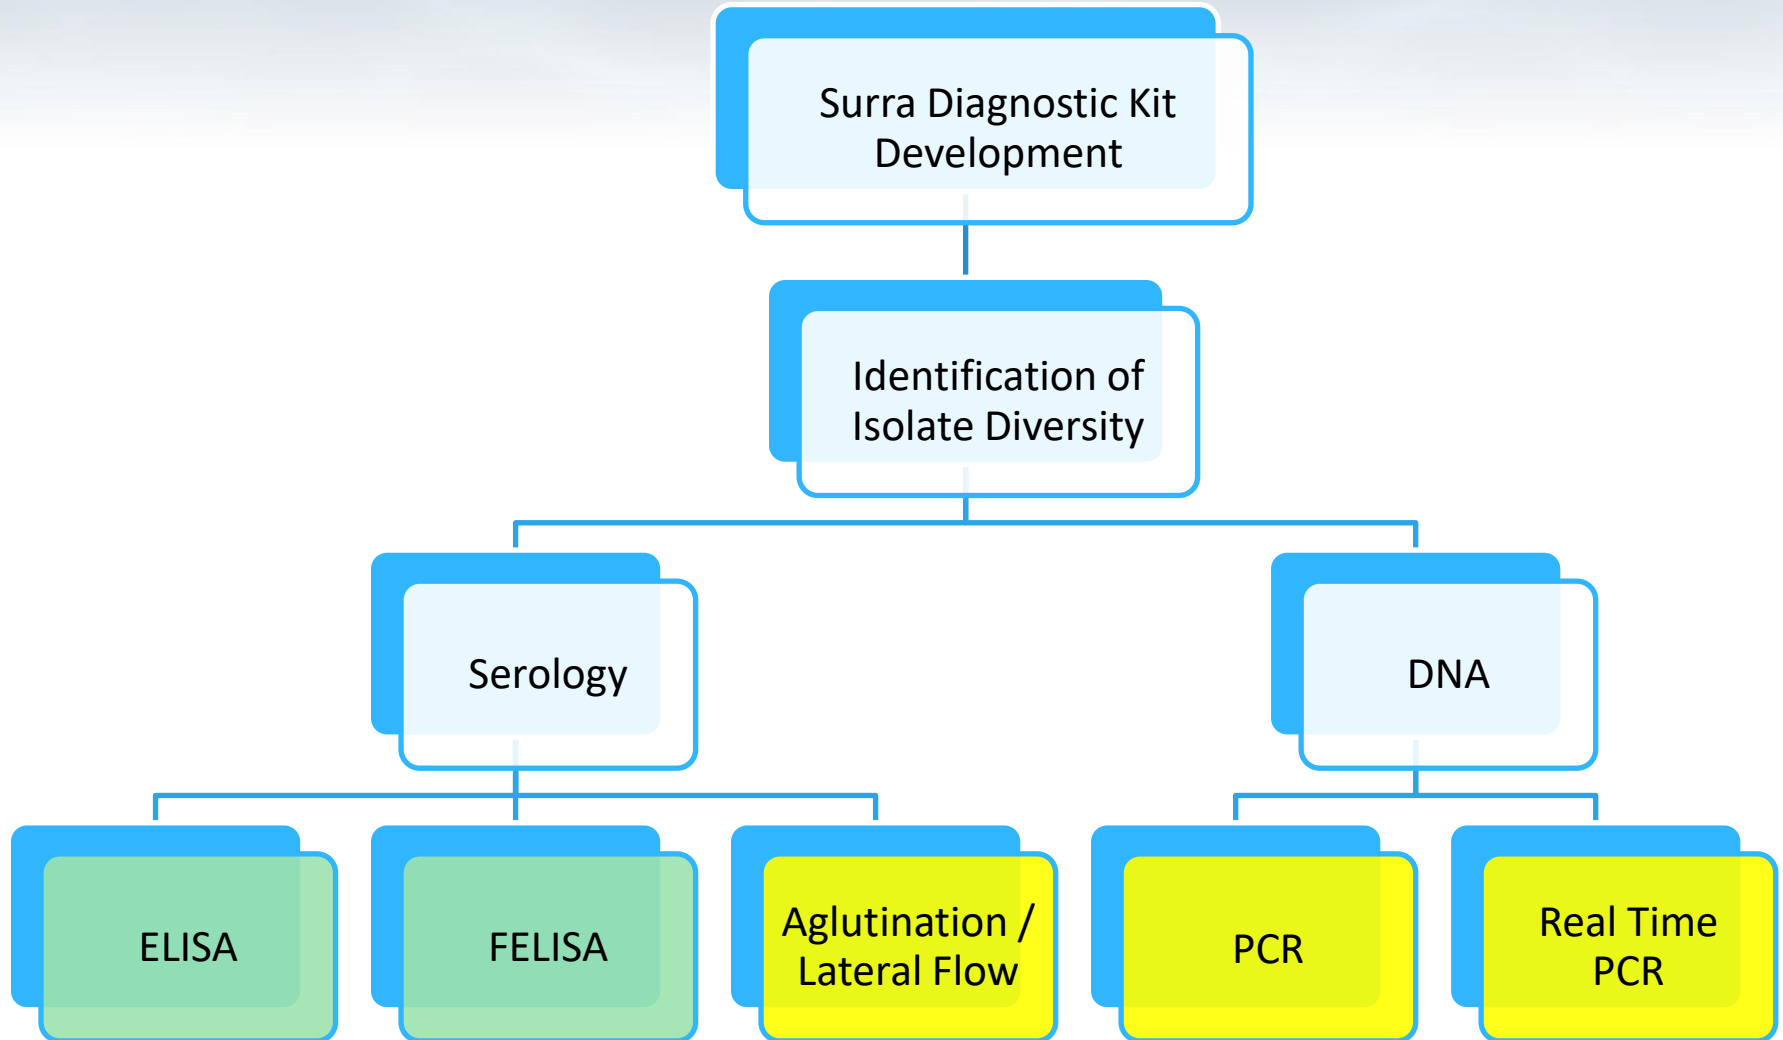 Surra Diagnostic Kit
Development
Identification of
Isolate Diversity
Serology
DNA
ELISA
FELISA
Aglutination /
Lateral Flow
PCR
Real Time
PCR